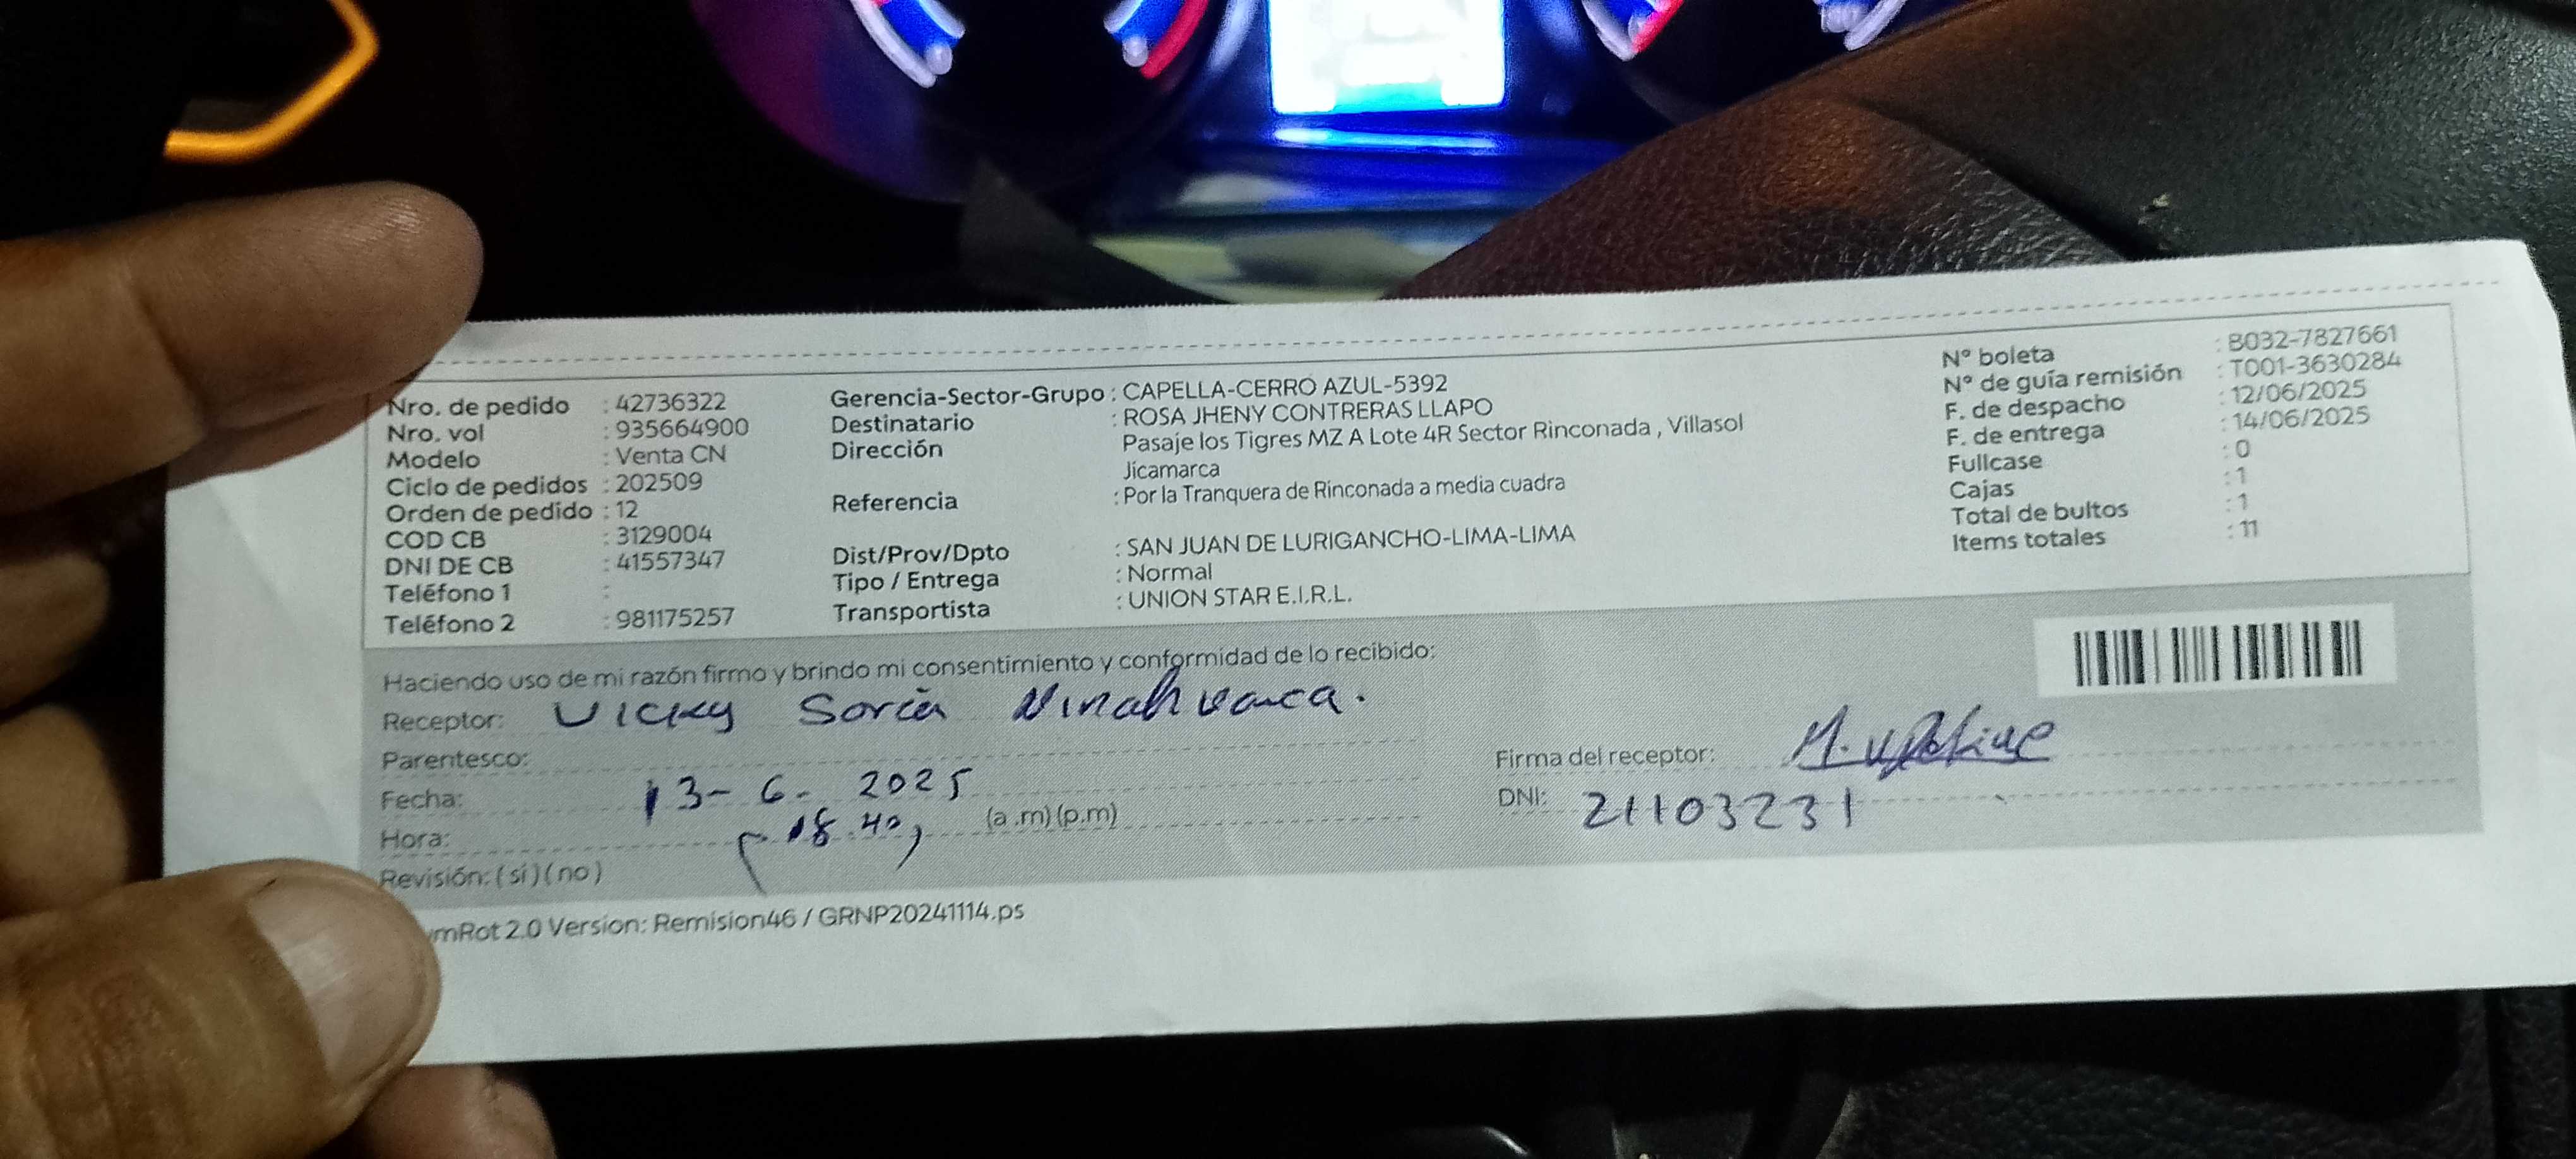 Nro. de pedido : 42736322
Nro. vol : 935664900
Modelo : Venta CN
Ciclo de pedidos : 202509
Orden de pedido : 12
COD CB : 3129004
DNI DE CB : 41557347
Teléfono 1 :
Teléfono 2 : 981175257
Gerencia-Sector-Grupo : CAPELLA-CERRO AZUL-5392
Destinatario : ROSA JHENY CONTRERAS LLAPO
Dirección Pasaje los Tigres MZ A Lote 4R Sector Rinconada , Villasol
Jicamarca
Referencia : Por la Tranquera de Rinconada a media cuadra
Dist/Prov/Dpto : SAN JUAN DE LURIGANCHO-LIMA-LIMA
Tipo / Entrega : Normal
Transportista : UNION STAR E.I.R.L.
N° boleta : B032-7827661
N° de guía remisión : T001-3630284
F. de despacho : 12/06/2025
F. de entrega : 14/06/2025
Fullcase : 0
Cajas : 1
Total de bultos : 1
Items totales : 11
Haciendo uso de mi razón firmo y brindo mi consentimiento y conformidad de lo recibido:
Receptor: Vicky Soria Ninahuanca.
Parentesco:
Fecha: 13-6-2025
Hora: 18.40 (a.m)(p.m)
Revisión: (si)(no)
Firma del receptor:
DNI: 21103231
mRot 2.0 Version: Remision46 / GRNP20241114.ps